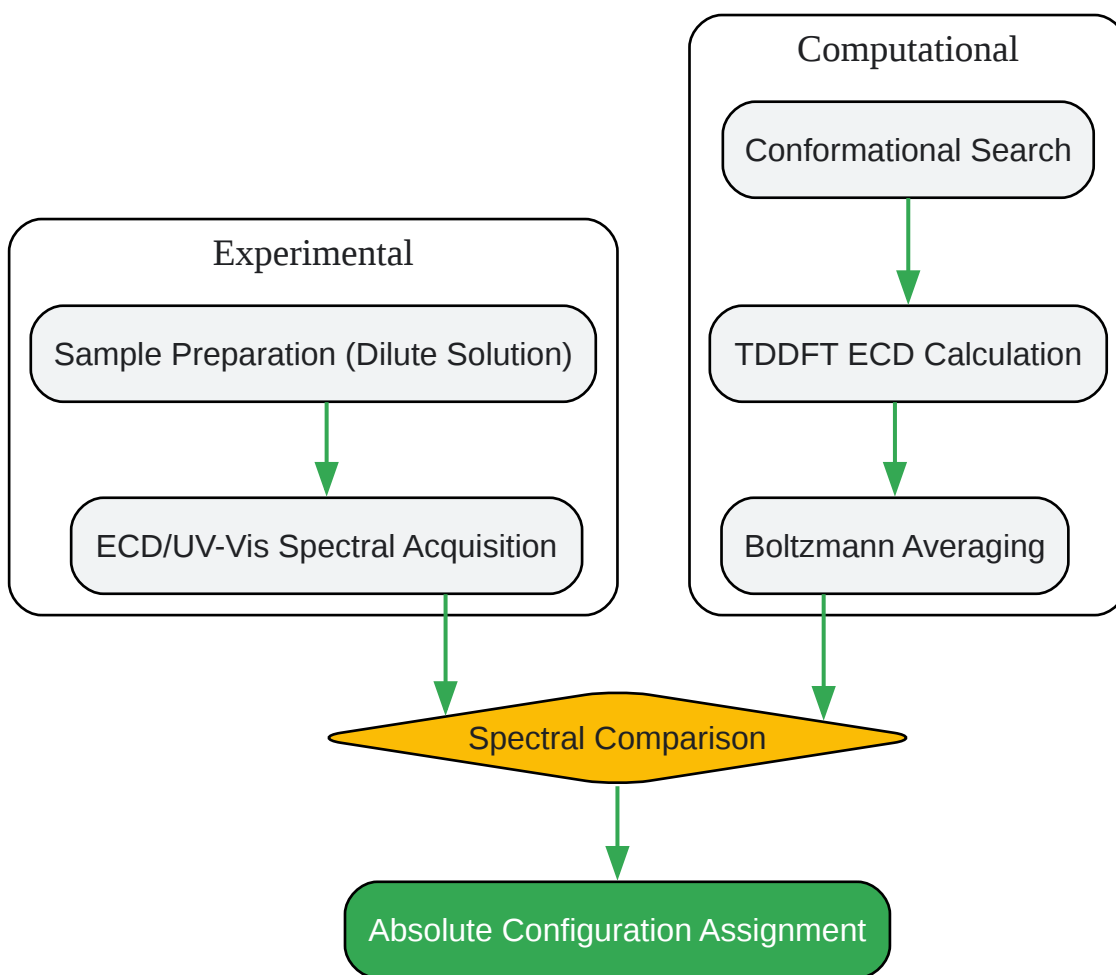 Computational
Conformational Search
Experimental
Sample Preparation (Dilute Solution)
TDDFT ECD Calculation
ECD/UV-Vis Spectral Acquisition
Boltzmann Averaging
Spectral Comparison
Absolute Configuration Assignment